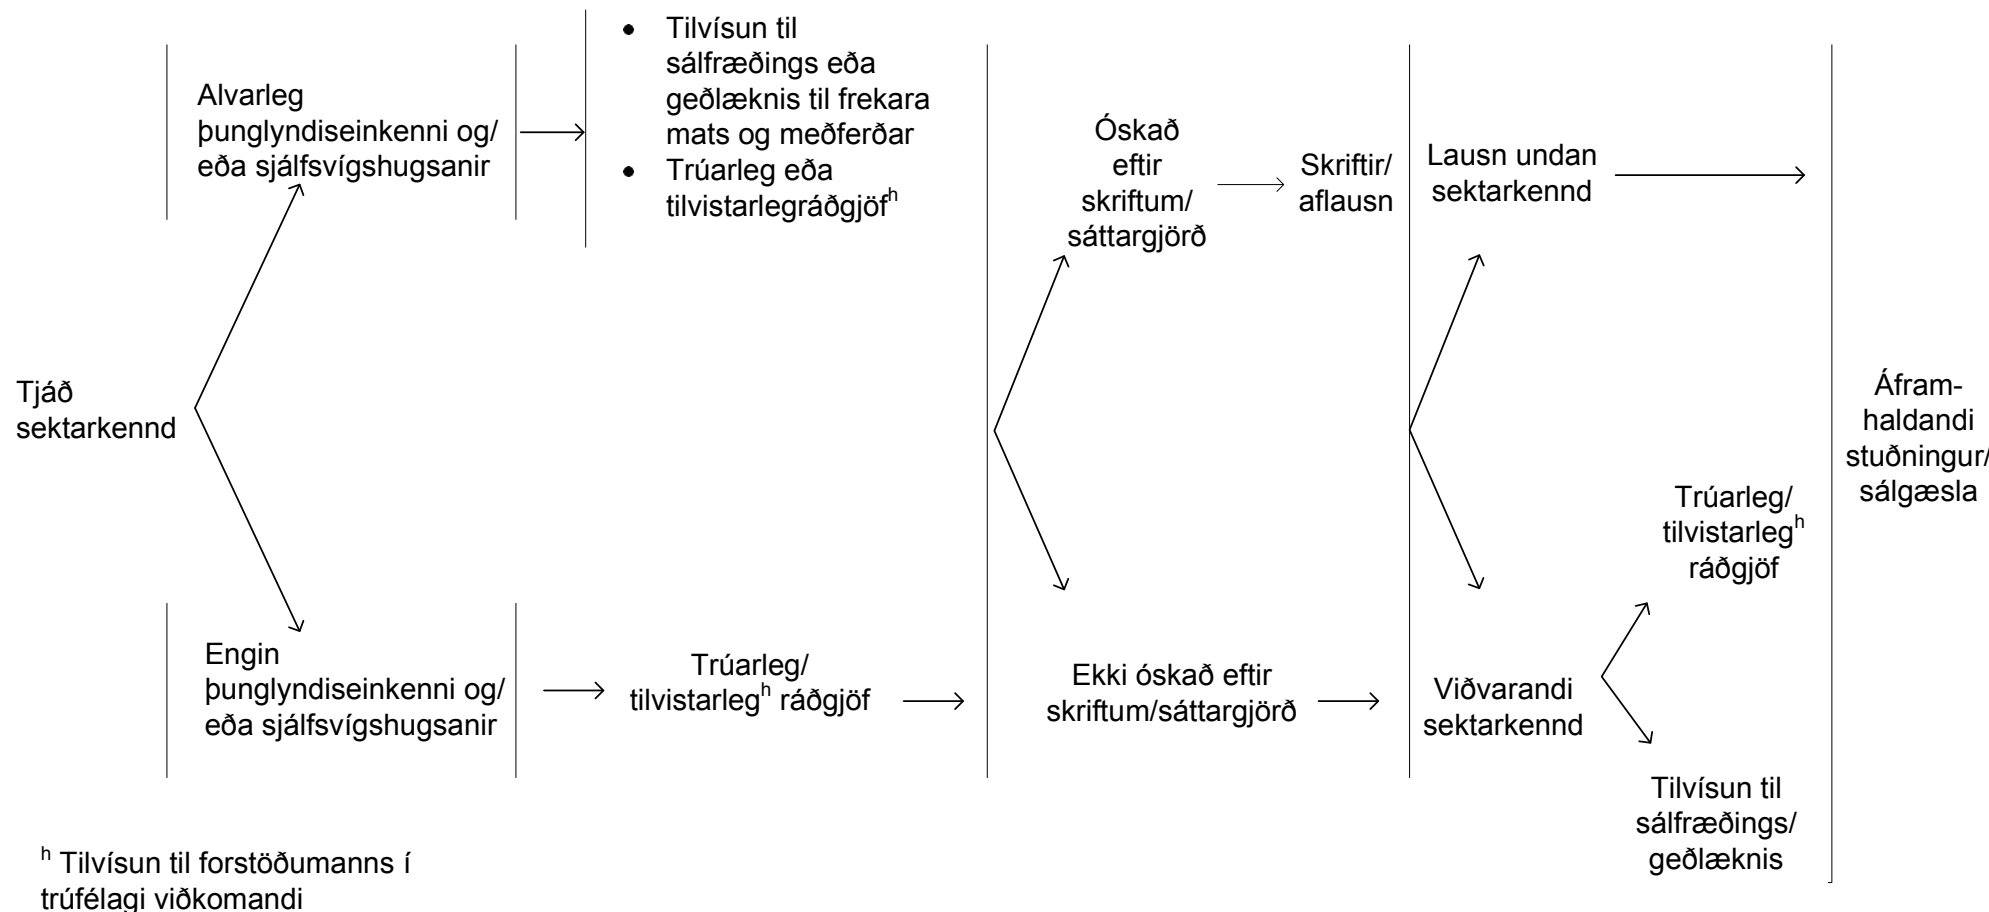 Tjáð
sektarkennd
Alvarleg
þunglyndiseinkenni og/
eða sjálfsvígshugsanir
• Tilvísun til
sálfræðings eða
geðlæknis til frekara
mats og meðferðar
• Trúarleg eða
tilvistarlegráðgjöfʰ
Engin
þunglyndiseinkenni og/
eða sjálfsvígshugsanir
Trúarleg/
tilvistarlegʰ ráðgjöf
Óskað
eftir
skriftum/
sáttargjörð
Skriftir/
aflausn
Ekki óskað eftir
skriftum/sáttargjörð
Lausn undan
sektarkennd
Viðvarandi
sektarkennd
Trúarleg/
tilvistarlegʰ
ráðgjöf
Tilvísun til
sálfræðings/
geðlæknis
Áfram-
haldandi
stuðningur/
sálgæsla
ʰ Tilvísun til forstöðumanns í
trúfélagi viðkomandi